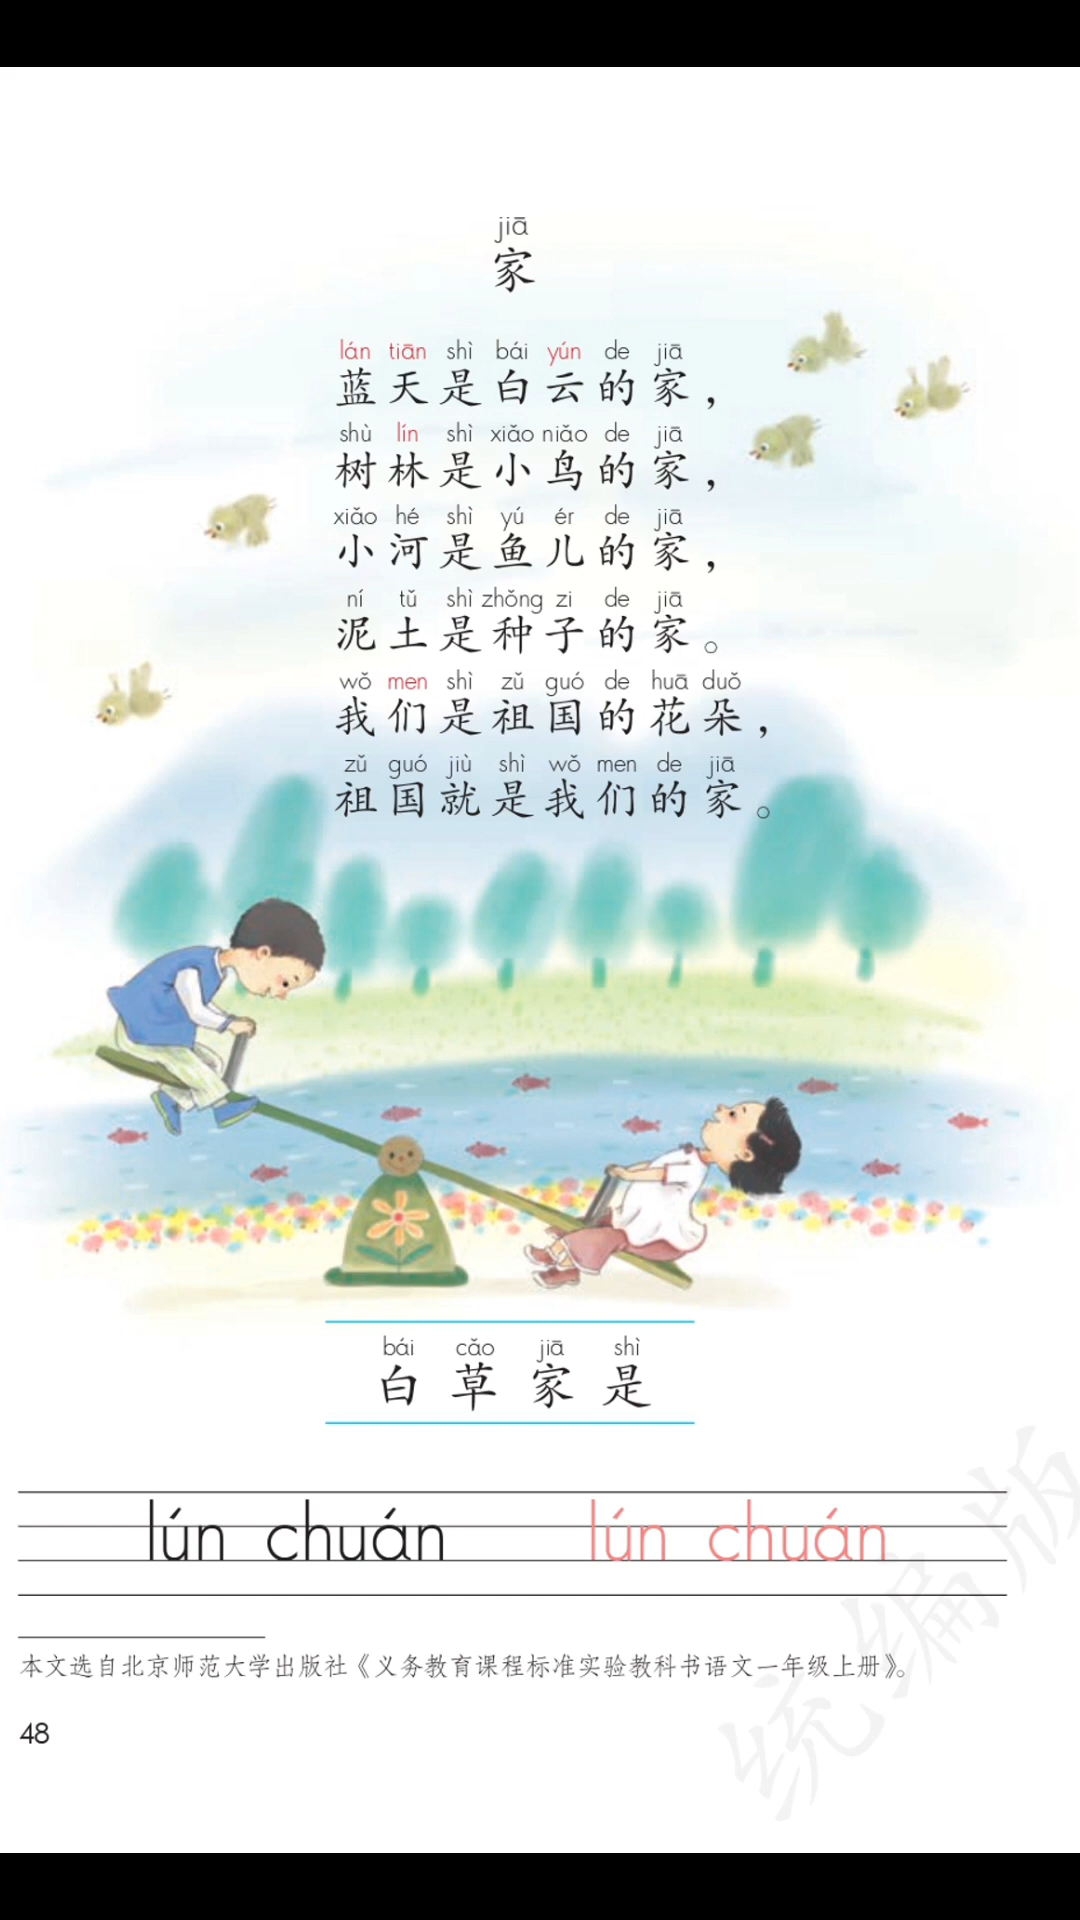 jiā
家
lán tiān shì bái yún de jiā
蓝天是白云的家，
shù lín shì xiǎo niǎo de jiā
树林是小鸟的家，
xiǎo hé shì yú ér de jiā
小河是鱼儿的家，
ní tǔ shì zhǒng zi de jiā
泥土是种子的家。
wǒ men shì zǔ guó de huā duǒ
我们是祖国的花朵，
zǔ guó jiù shì wǒ men de jiā
祖国就是我们的家。
bái cǎo jiā shì
白 草 家 是
lún chuán lún chuán
本文选自北京师范大学出版社《义务教育课程标准实验教科书语文一年级上册》。
48
统编版